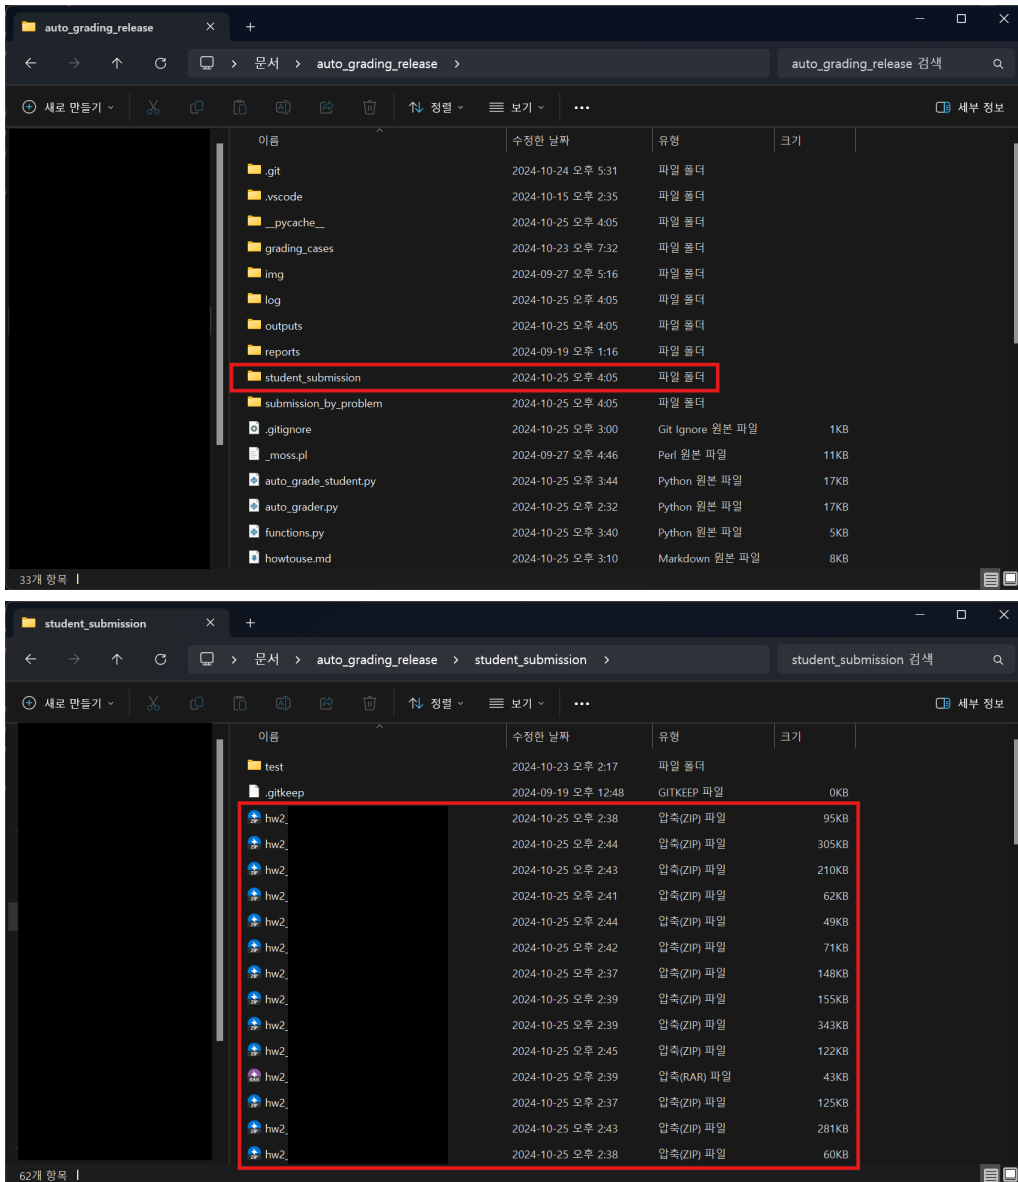 auto_grading_release
문서 auto_grading_release auto_grading_release 검색
새로 만들기 정렬 보기 ... 세부 정보
이름 수정한 날짜 유형 크기
.git 2024-10-24 오후 5:31 파일 폴더
.vscode 2024-10-15 오후 2:35 파일 폴더
__pycache__ 2024-10-25 오후 4:05 파일 폴더
grading_cases 2024-10-23 오후 7:32 파일 폴더
img 2024-09-27 오후 5:16 파일 폴더
log 2024-10-25 오후 4:05 파일 폴더
outputs 2024-10-25 오후 4:05 파일 폴더
reports 2024-09-19 오후 1:16 파일 폴더
student_submission 2024-10-25 오후 4:05 파일 폴더
submission_by_problem 2024-10-25 오후 4:05 파일 폴더
.gitignore 2024-10-25 오후 3:00 Git Ignore 원본 파일 1KB
_moss.pl 2024-09-27 오후 4:46 Perl 원본 파일 11KB
auto_grade_student.py 2024-10-25 오후 3:44 Python 원본 파일 17KB
auto_grader.py 2024-10-25 오후 2:32 Python 원본 파일 17KB
functions.py 2024-10-25 오후 3:40 Python 원본 파일 5KB
howtouse.md 2024-10-25 오후 3:10 Markdown 원본 파일 8KB
33개 항목
student_submission
문서 auto_grading_release student_submission student_submission 검색
새로 만들기 정렬 보기 ... 세부 정보
이름 수정한 날짜 유형 크기
test 2024-10-23 오후 2:17 파일 폴더
.gitkeep 2024-09-19 오후 12:48 GITKEEP 파일 0KB
hw2_ 2024-10-25 오후 2:38 압축(ZIP) 파일 95KB
hw2_ 2024-10-25 오후 2:44 압축(ZIP) 파일 305KB
hw2_ 2024-10-25 오후 2:43 압축(ZIP) 파일 210KB
hw2_ 2024-10-25 오후 2:41 압축(ZIP) 파일 62KB
hw2_ 2024-10-25 오후 2:44 압축(ZIP) 파일 49KB
hw2_ 2024-10-25 오후 2:42 압축(ZIP) 파일 71KB
hw2_ 2024-10-25 오후 2:37 압축(ZIP) 파일 148KB
hw2_ 2024-10-25 오후 2:39 압축(ZIP) 파일 155KB
hw2_ 2024-10-25 오후 2:39 압축(ZIP) 파일 343KB
hw2_ 2024-10-25 오후 2:45 압축(ZIP) 파일 122KB
hw2_ 2024-10-25 오후 2:39 압축(RAR) 파일 43KB
hw2_ 2024-10-25 오후 2:37 압축(ZIP) 파일 125KB
hw2_ 2024-10-25 오후 2:43 압축(ZIP) 파일 281KB
hw2_ 2024-10-25 오후 2:38 압축(ZIP) 파일 60KB
62개 항목